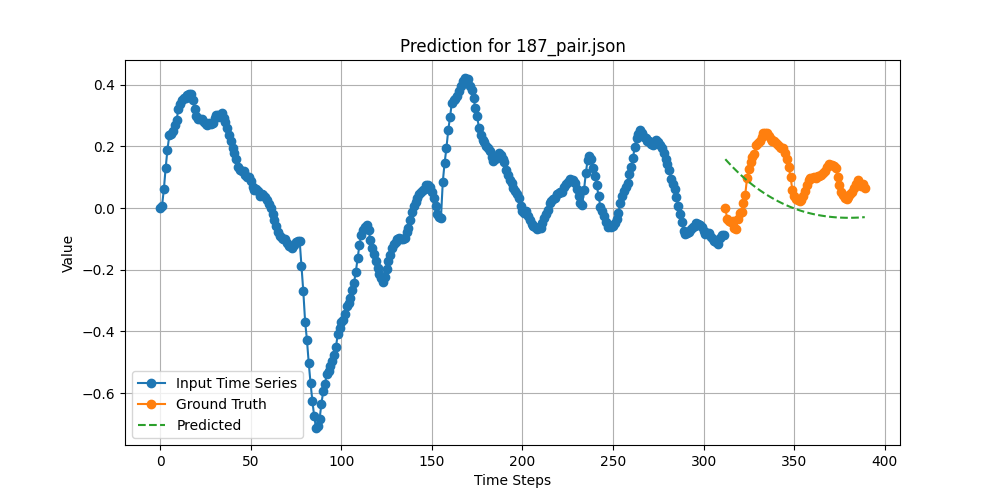 Prediction for 187_pair.json
0.4
0.2
0.0
−0.2
−0.4
−0.6
Value
Input Time Series
Ground Truth
Predicted
0 50 100 150 200 250 300 350 400
Time Steps